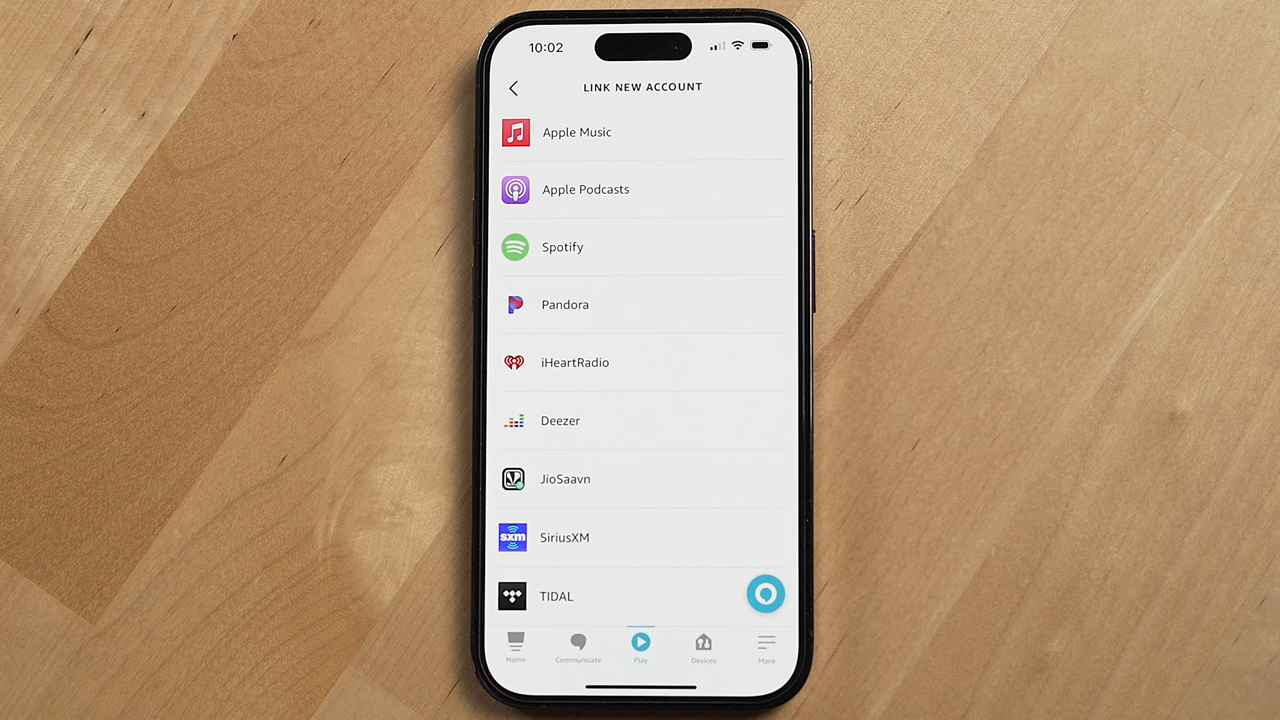 10:02
LINK NEW ACCOUNT
Apple Music
Apple Podcasts
Spotify
Pandora
iHeartRadio
Deezer
JioSaavn
sxm
SiriusXM
TIDAL
Home
Communicate
Play
Devices
More